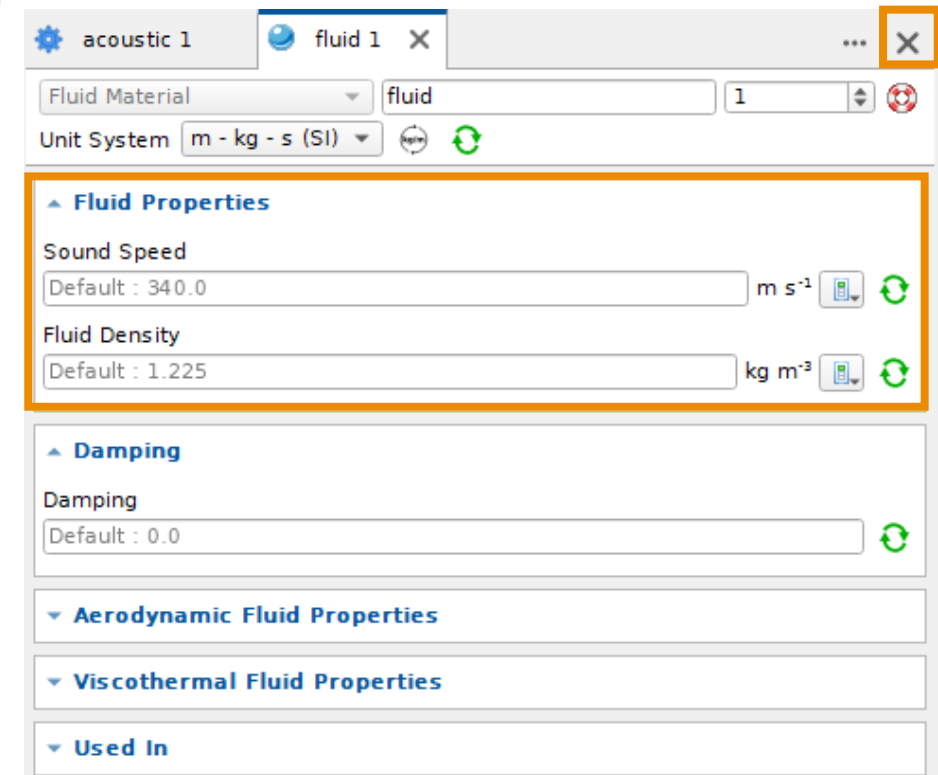 acoustic 1 fluid 1
Fluid Material fluid 1
Unit System m - kg - s (SI) kg/m
Fluid Properties
Sound Speed
Default : 340.0 m s⁻¹
Fluid Density
Default : 1.225 kg m⁻³
Damping
Damping
Default : 0.0
Aerodynamic Fluid Properties
Viscothermal Fluid Properties
Used In